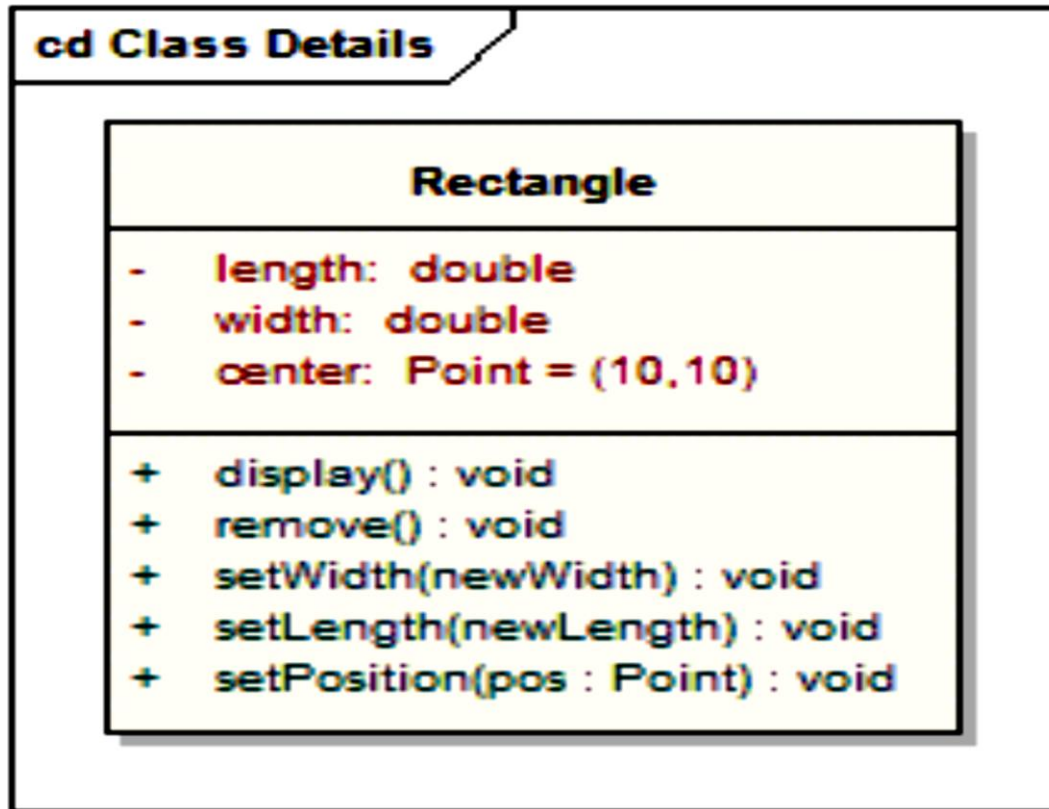 cd Class Details
Rectangle
- length: double
- width: double
- center: Point = (10,10)
+ display() : void
+ remove() : void
+ setWidth(newWidth) : void
+ setLength(newLength) : void
+ setPosition(pos : Point) : void